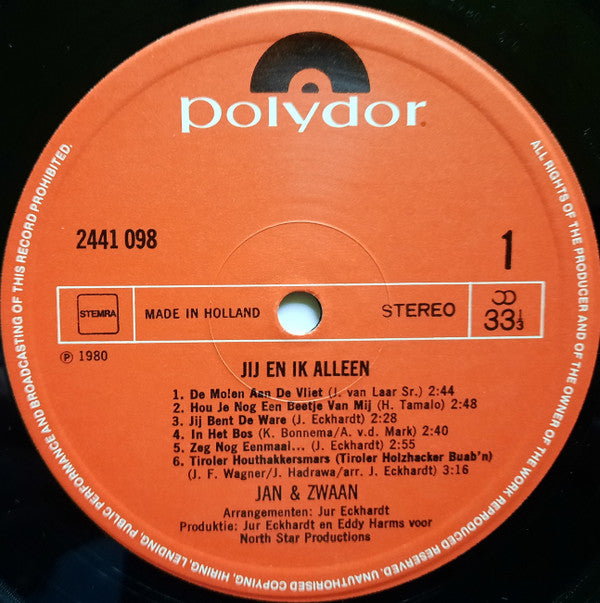 polydor
2441 098
1
STEMRA
MADE IN HOLLAND
STEREO
33⅓
℗ 1980
JIJ EN IK ALLEEN
1. De Molen Aan De Vliet (J. van Laar Sr.) 2:44
2. Hou Je Nog Een Beetje Van Mij (H. Tamalo) 2:48
3. Jij Bent De Ware (J. Eckhardt) 2:28
4. In Het Bos (K. Bonnema/A. v.d. Mark) 2:40
5. Zeg Nog Eenmaal... (J. Eckhardt) 2:55
6. Tiroler Houthakkersmars (Tiroler Holzhacker Buab'n)
(J. F. Wagner/J. Hadrawa/arr. J. Eckhardt) 3:16
JAN & ZWAAN
Arrangementen: Jur Eckhardt
Produktie: Jur Eckhardt en Eddy Harms voor
North Star Productions
ALL RIGHTS OF THE PRODUCER AND OF THE OWNER OF THE WORK REPRODUCED RESERVED. UNAUTHORISED COPYING, HIRING, LENDING, PUBLIC PERFORMANCE AND BROADCASTING OF THIS RECORD PROHIBITED.